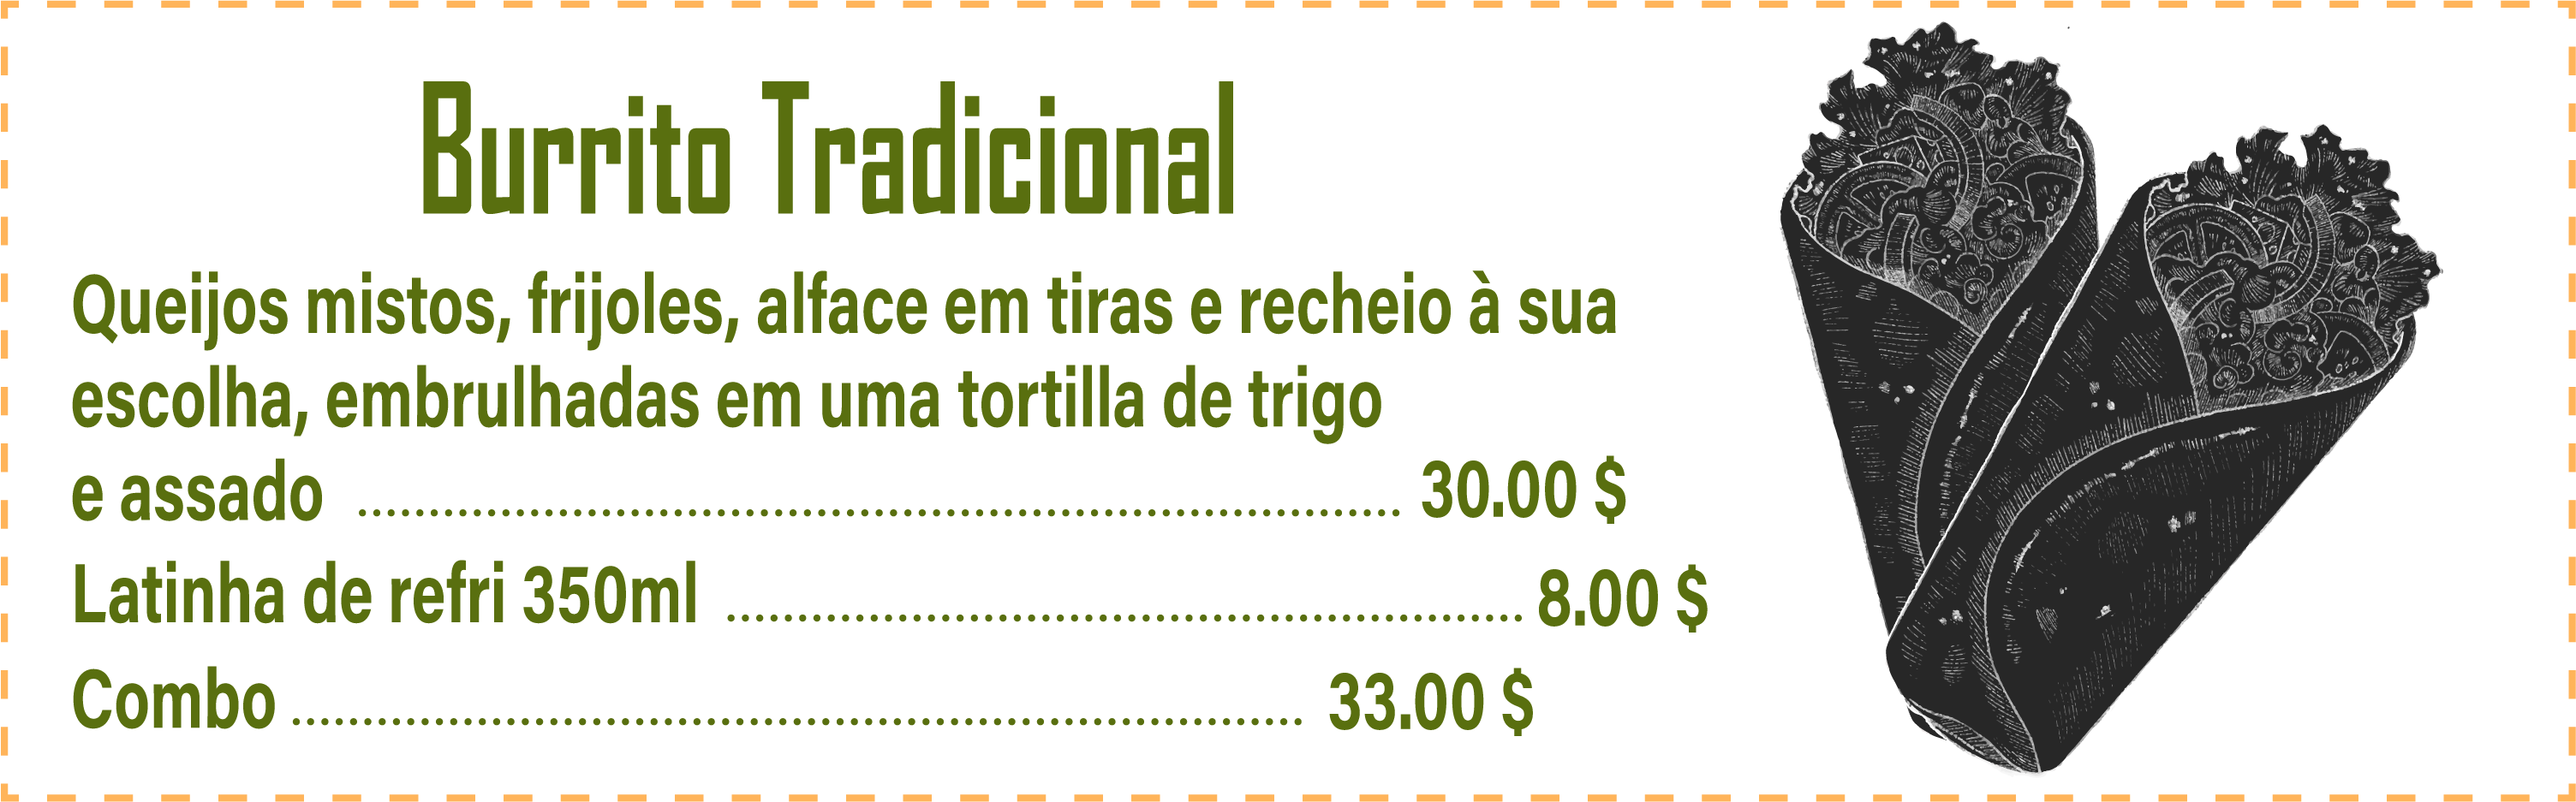 Burrito Tradicional
Queijos mistos, frijoles, alface em tiras e recheio à sua
escolha, embrulhadas em uma tortilla de trigo
e assado ......................................................................... 30.00 $
Latinha de refri 350ml ........................................................ 8.00 $
Combo ....................................................................... 33.00 $